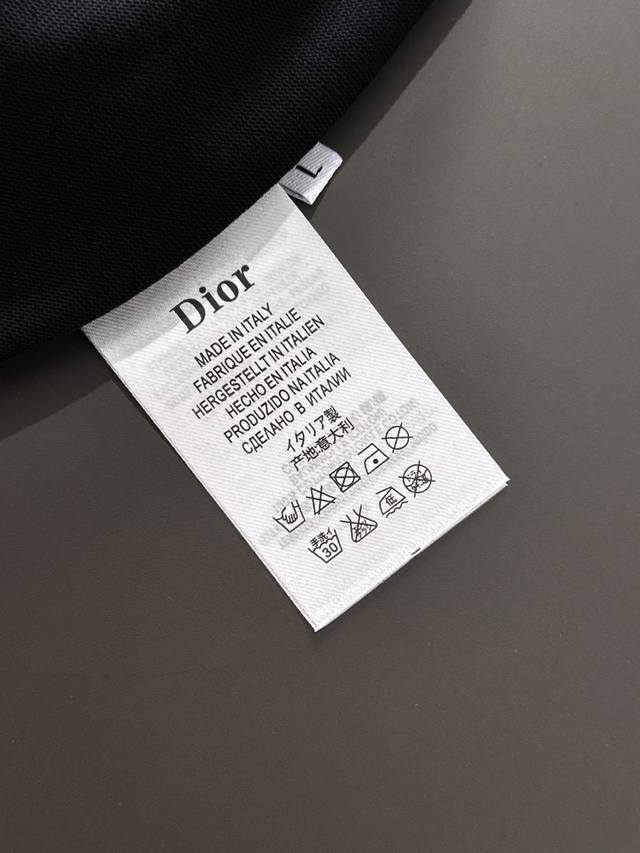 L
Dior
MADE IN ITALY
FABRIQUE EN ITALIE
HERGESTELLT IN ITALIEN
HECHO EN ITALIA
PRODUZIDO NA ITALIA
СДЕЛАНО В ИТАЛИИ
イタリア製
产地:意大利
手洗イ
30
低